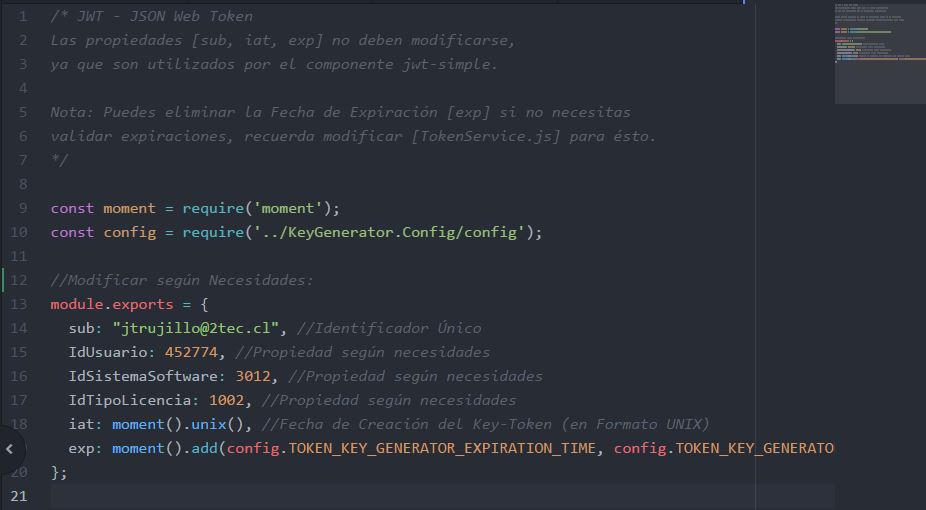 1 /* JWT - JSON Web Token
2 Las propiedades [sub, iat, exp] no deben modificarse,
3 ya que son utilizados por el componente jwt-simple.
4
5 Nota: Puedes eliminar la Fecha de Expiración [exp] si no necesitas
6 validar expiraciones, recuerda modificar [TokenService.js] para ésto.
7 */
8
9 const moment = require('moment');
10 const config = require('../KeyGenerator.Config/config');
11
12 //Modificar según Necesidades:
13 module.exports = {
14 sub: "jtrujillo@2tec.cl", //Identificador Único
15 IdUsuario: 452774, //Propiedad según necesidades
16 IdSistemaSoftware: 3012, //Propiedad según necesidades
17 IdTipoLicencia: 1002, //Propiedad según necesidades
18 iat: moment().unix(), //Fecha de Creación del Key-Token (en Formato UNIX)
exp: moment().add(config.TOKEN_KEY_GENERATOR_EXPIRATION_TIME, config.TOKEN_KEY_GENERATO
20 };
21